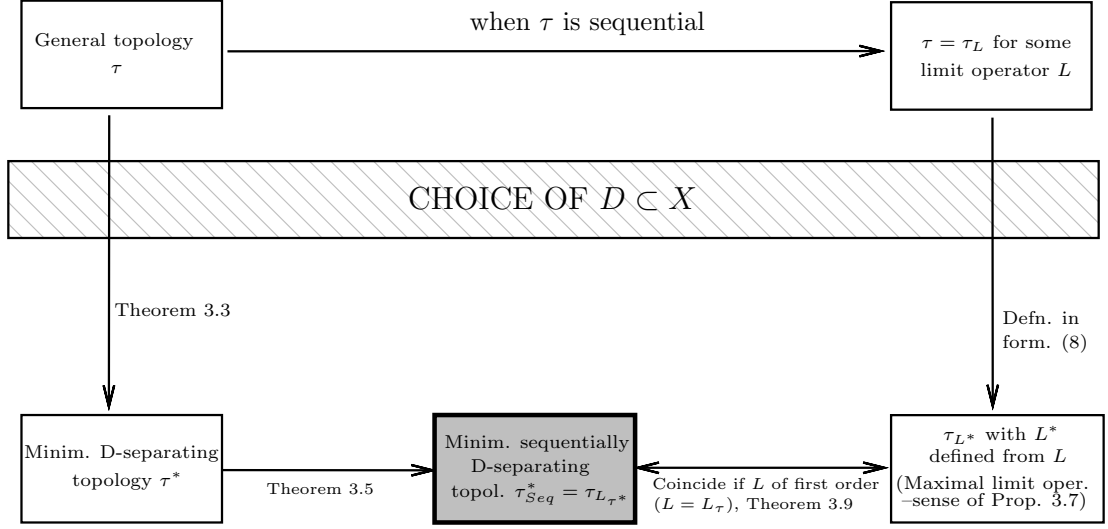 General topology
τ
when τ is sequential
τ = τ_L for some
limit operator L
CHOICE OF D ⊂ X
Theorem 3.3
Defn. in
form. (8)
Minim. D-separating
topology τ*
Theorem 3.5
Minim. sequentially
D-separating
topol. τ*_{Seq} = τ_{L_{τ*}}
Coincide if L of first order
(L = L_τ), Theorem 3.9
τ_{L*} with L*
defined from L
(Maximal limit oper.
–sense of Prop. 3.7)